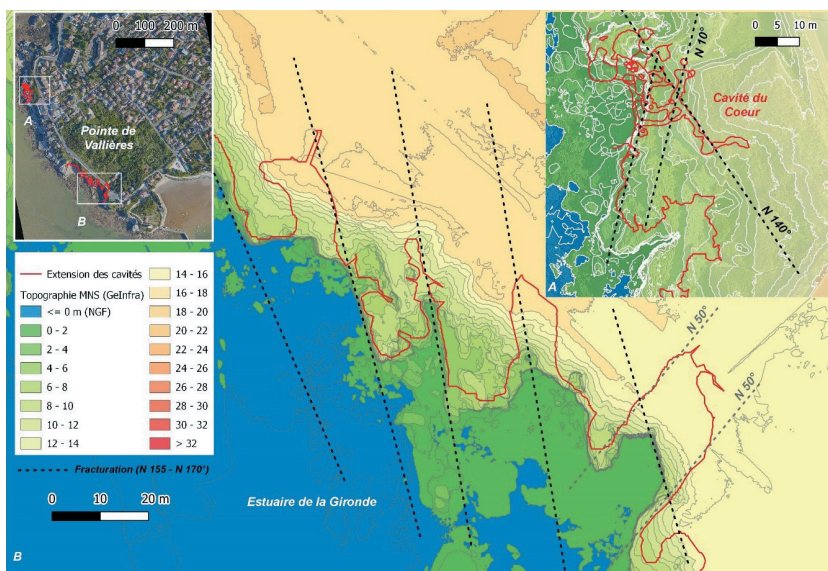 0 100 200 m
A
Pointe de
Vallières
B
0 5 10 m
N 10°
Cavité du
Coeur
N 140°
A
Extension des cavités
Topographie MNS (GeInfra)
<= 0 m (NGF)
0 - 2
2 - 4
4 - 6
6 - 8
8 - 10
10 - 12
12 - 14
14 - 16
16 - 18
18 - 20
20 - 22
22 - 24
24 - 26
26 - 28
28 - 30
30 - 32
> 32
Fracturation (N 155 - N 170°)
0 10 20 m
N 50°
N 50°
Estuaire de la Gironde
B